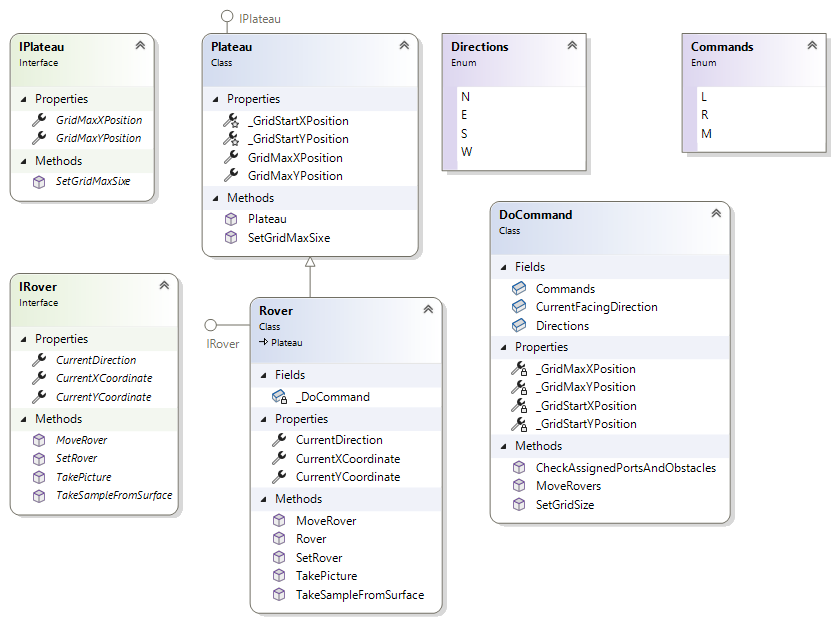 IPlateau
IPlateau
Interface
Properties
GridMaxXPosition
GridMaxYPosition
Methods
SetGridMaxSixe
Plateau
Class
Properties
_GridStartXPosition
_GridStartYPosition
GridMaxXPosition
GridMaxYPosition
Methods
Plateau
SetGridMaxSixe
Directions
Enum
N
E
S
W
Commands
Enum
L
R
M
IRover
Interface
Properties
CurrentDirection
CurrentXCoordinate
CurrentYCoordinate
Methods
MoveRover
SetRover
TakePicture
TakeSampleFromSurface
IRover
Rover
Class
Plateau
Fields
_DoCommand
Properties
CurrentDirection
CurrentXCoordinate
CurrentYCoordinate
Methods
MoveRover
Rover
SetRover
TakePicture
TakeSampleFromSurface
DoCommand
Class
Fields
Commands
CurrentFacingDirection
Directions
Properties
_GridMaxXPosition
_GridMaxYPosition
_GridStartXPosition
_GridStartYPosition
Methods
CheckAssignedPortsAndObstacles
MoveRovers
SetGridSize